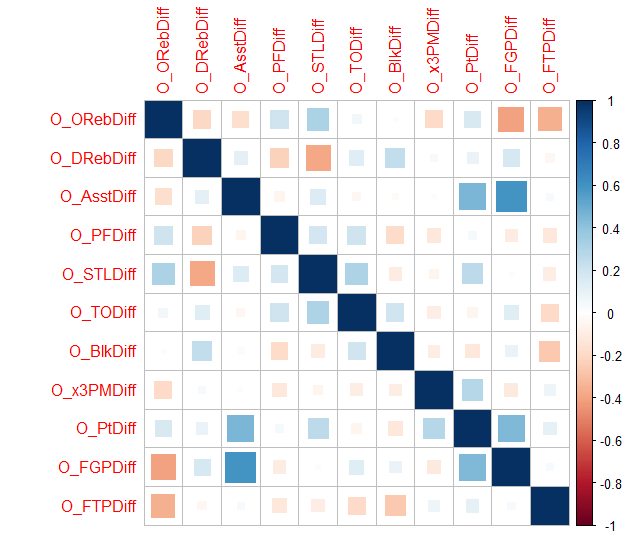 O_ORebDiff
O_DRebDiff
O_AsstDiff
O_PFDiff
O_STLDiff
O_TODiff
O_BlkDiff
O_x3PMDiff
O_PtDiff
O_FGPDiff
O_FTPDiff
O_ORebDiff
O_DRebDiff
O_AsstDiff
O_PFDiff
O_STLDiff
O_TODiff
O_BlkDiff
O_x3PMDiff
O_PtDiff
O_FGPDiff
O_FTPDiff
1
0.8
0.6
0.4
0.2
0
-0.2
-0.4
-0.6
-0.8
-1